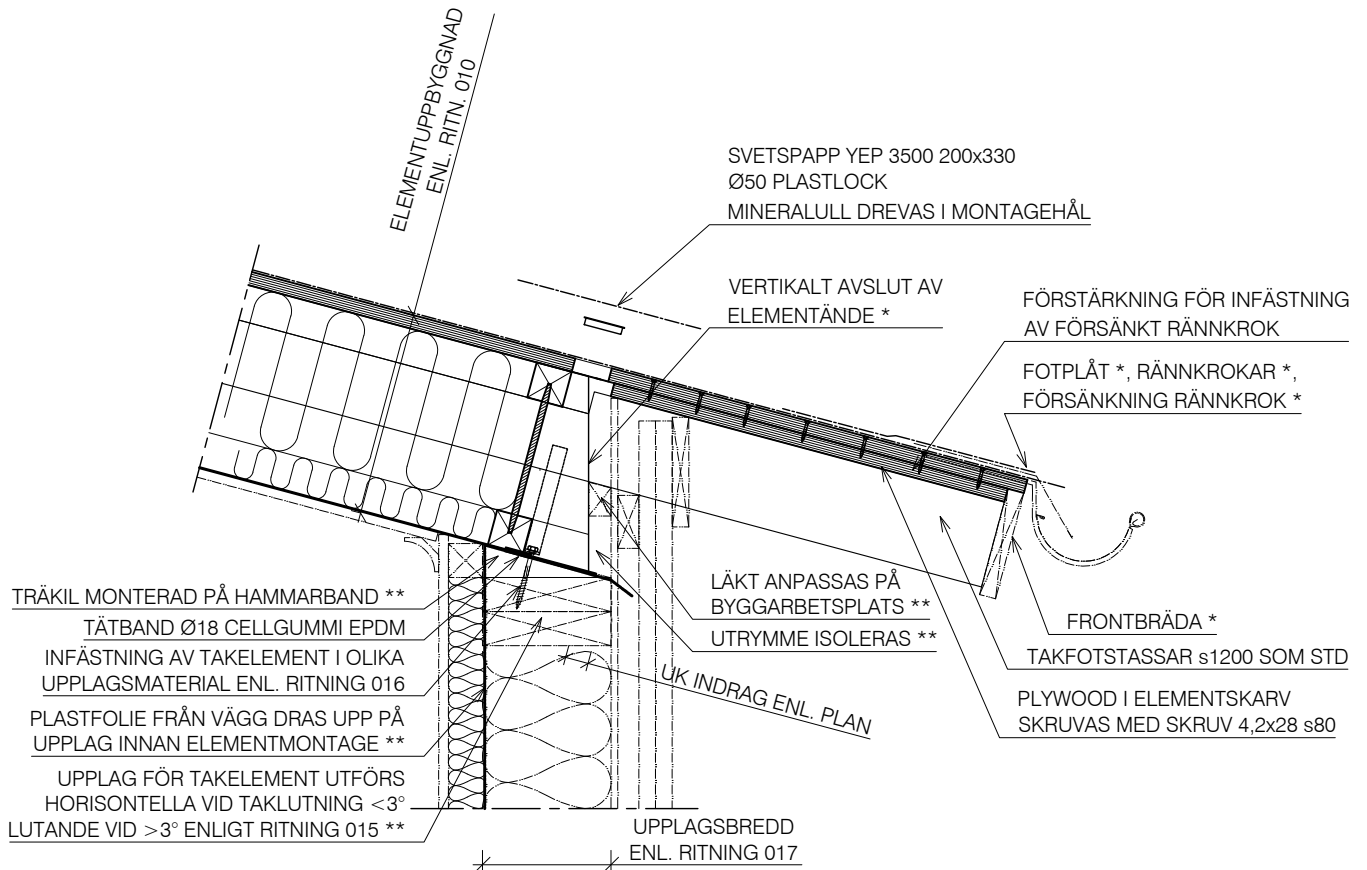 ELEMENTUPPBYGGNAD
ENL. RITN. 010
SVETSPAPP YEP 3500 200x330
Ø50 PLASTLOCK
MINERALULL DREVAS I MONTAGEHÅL
VERTIKALT AVSLUT AV
ELEMENTÄNDE *
FÖRSTÄRKNING FÖR INFÄSTNING
AV FÖRSÄNKT RÄNNKROK
FOTPLÅT *, RÄNNKROKAR *,
FÖRSÄNKNING RÄNNKROK *
TRÄKIL MONTERAD PÅ HAMMARBAND **
TÄTBAND Ø18 CELLGUMMI EPDM
INFÄSTNING AV TAKELEMENT I OLIKA
UPPLAGSMATERIAL ENL. RITNING 016
PLASTFOLIE FRÅN VÄGG DRAS UPP PÅ
UPPLAG INNAN ELEMENTMONTAGE **
UPPLAG FÖR TAKELEMENT UTFÖRS
HORISONTELLA VID TAKLUTNING <3°
LUTANDE VID >3° ENLIGT RITNING 015 **
LÄKT ANPASSAS PÅ
BYGGARBETSPLATS **
UTRYMME ISOLERAS **
UK INDRAG ENL. PLAN
FRONTBRÄDA *
TAKFOTSTASSAR s1200 SOM STD
PLYWOOD I ELEMENTSKARV
SKRUVAS MED SKRUV 4,2x28 s80
UPPLAGSBREDD
ENL. RITNING 017